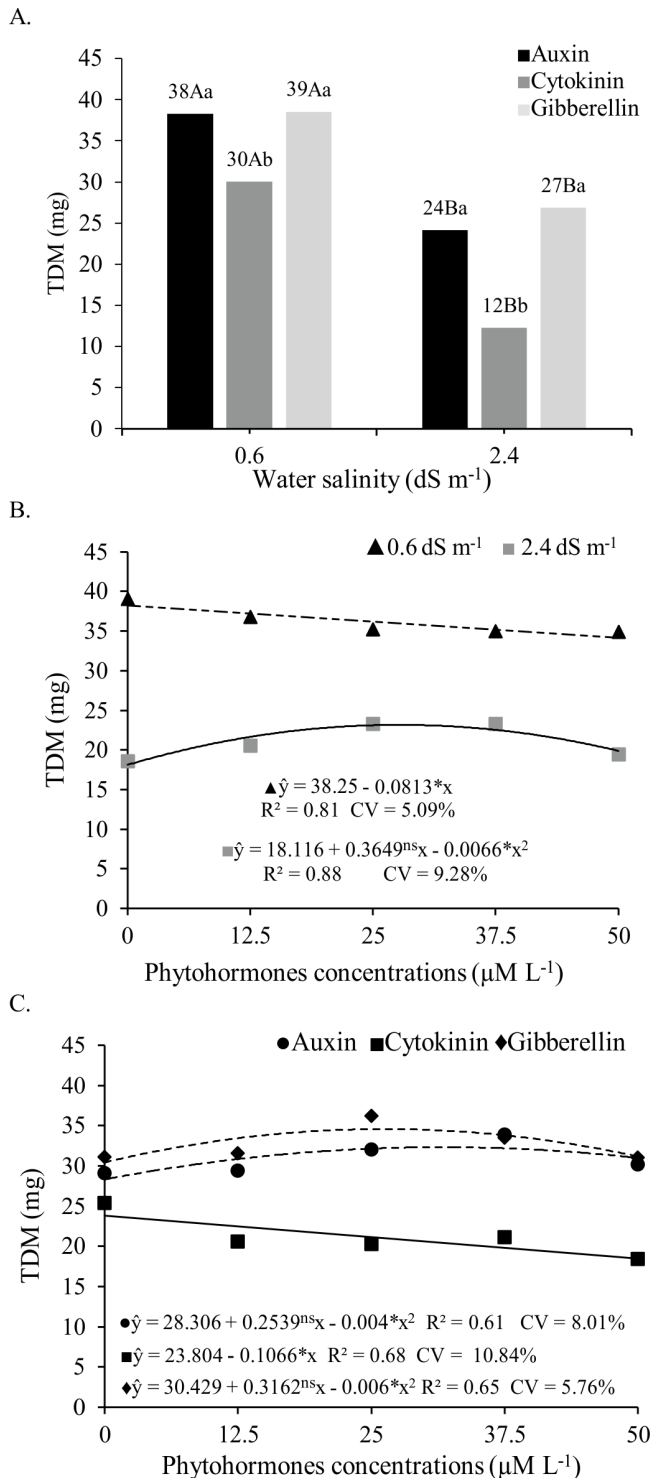 A.
Auxin
Cytokinin
Gibberellin
45
40
35
30
25
20
15
10
5
0
TDM (mg)
38Aa
30Ab
39Aa
24Ba
12Bb
27Ba
0.6
2.4
Water salinity (dS m⁻¹)
B.
0.6 dS m⁻¹ 2.4 dS m⁻¹
45
40
35
30
25
20
15
10
5
0
TDM (mg)
ŷ = 38.25 - 0.0813*x
R² = 0.81 CV = 5.09%
ŷ = 18.116 + 0.3649ⁿˢx - 0.0066*x²
R² = 0.88 CV = 9.28%
0 12.5 25 37.5 50
Phytohormones concentrations (μM L⁻¹)
C.
Auxin Cytokinin Gibberellin
45
40
35
30
25
20
15
10
5
0
TDM (mg)
ŷ = 28.306 + 0.2539ⁿˢx - 0.004*x² R² = 0.61 CV = 8.01%
ŷ = 23.804 - 0.1066*x R² = 0.68 CV = 10.84%
ŷ = 30.429 + 0.3162ⁿˢx - 0.006*x² R² = 0.65 CV = 5.76%
0 12.5 25 37.5 50
Phytohormones concentrations (μM L⁻¹)